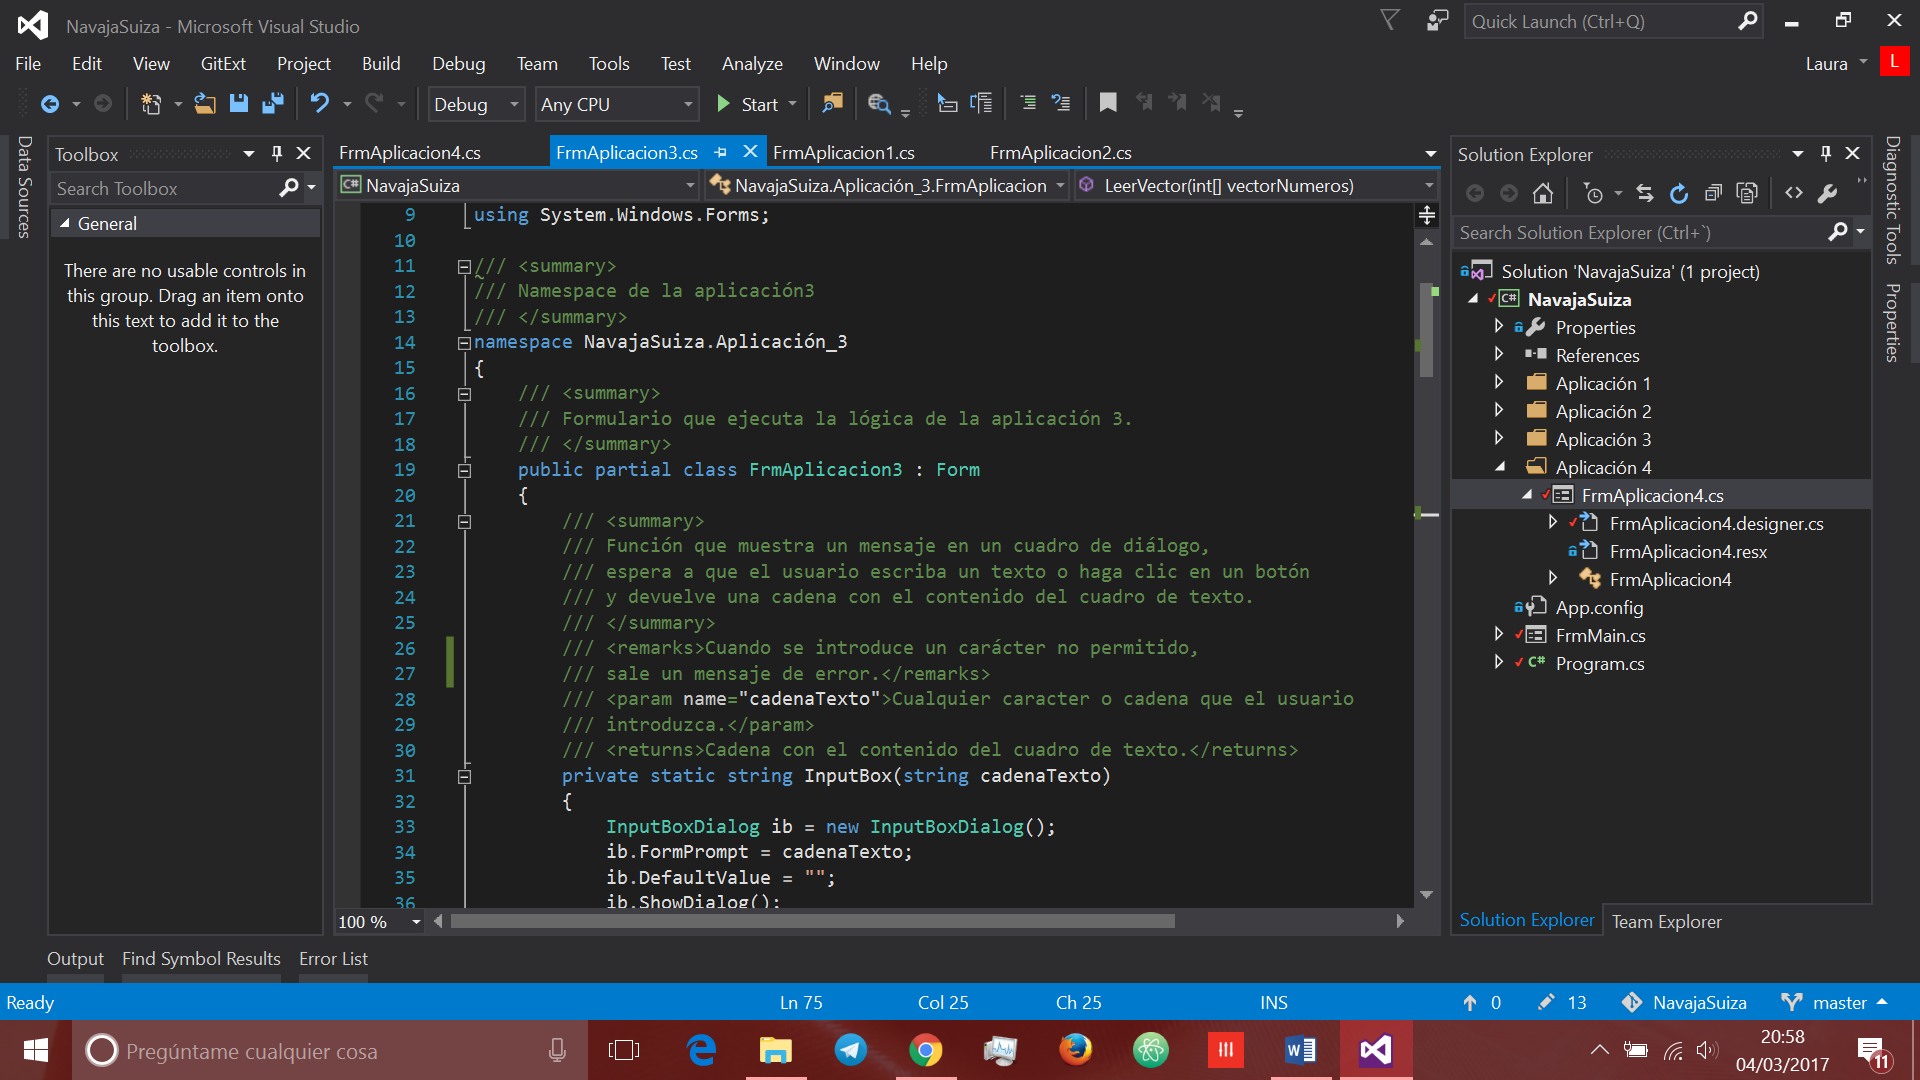 NavajaSuiza - Microsoft Visual Studio
Quick Launch (Ctrl+Q)
File Edit View GitExt Project Build Debug Team Tools Test Analyze Window Help
Laura L
Debug Any CPU Start
Data Sources
Toolbox
Search Toolbox
General
There are no usable controls in
this group. Drag an item onto
this text to add it to the
toolbox.
FrmAplicacion4.cs FrmAplicacion3.cs FrmAplicacion1.cs FrmAplicacion2.cs
C# NavajaSuiza NavajaSuiza.Aplicación_3.FrmAplicacion LeerVector(int[] vectorNumeros)
9 using System.Windows.Forms;
10
11 /// <summary>
12 /// Namespace de la aplicación3
13 /// </summary>
14 namespace NavajaSuiza.Aplicación_3
15 {
16 /// <summary>
17 /// Formulario que ejecuta la lógica de la aplicación 3.
18 /// </summary>
19 public partial class FrmAplicacion3 : Form
20 {
21 /// <summary>
22 /// Función que muestra un mensaje en un cuadro de diálogo,
23 /// espera a que el usuario escriba un texto o haga clic en un botón
24 /// y devuelve una cadena con el contenido del cuadro de texto.
25 /// </summary>
26 /// <remarks>Cuando se introduce un carácter no permitido,
27 /// sale un mensaje de error.</remarks>
28 /// <param name="cadenaTexto">Cualquier caracter o cadena que el usuario
29 /// introduzca.</param>
30 /// <returns>Cadena con el contenido del cuadro de texto.</returns>
31 private static string InputBox(string cadenaTexto)
32 {
33 InputBoxDialog ib = new InputBoxDialog();
34 ib.FormPrompt = cadenaTexto;
35 ib.DefaultValue = "";
36 ib.ShowDialog();
100 %
Solution Explorer
Search Solution Explorer (Ctrl+`)
Solution 'NavajaSuiza' (1 project)
C# NavajaSuiza
Properties
References
Aplicación 1
Aplicación 2
Aplicación 3
Aplicación 4
FrmAplicacion4.cs
FrmAplicacion4.designer.cs
FrmAplicacion4.resx
FrmAplicacion4
App.config
FrmMain.cs
C# Program.cs
Solution Explorer Team Explorer
Diagnostic Tools
Properties
Output Find Symbol Results Error List
Ready Ln 75 Col 25 Ch 25 INS 0 13 NavajaSuiza master
Pregúntame cualquier cosa
20:58
04/03/2017
11